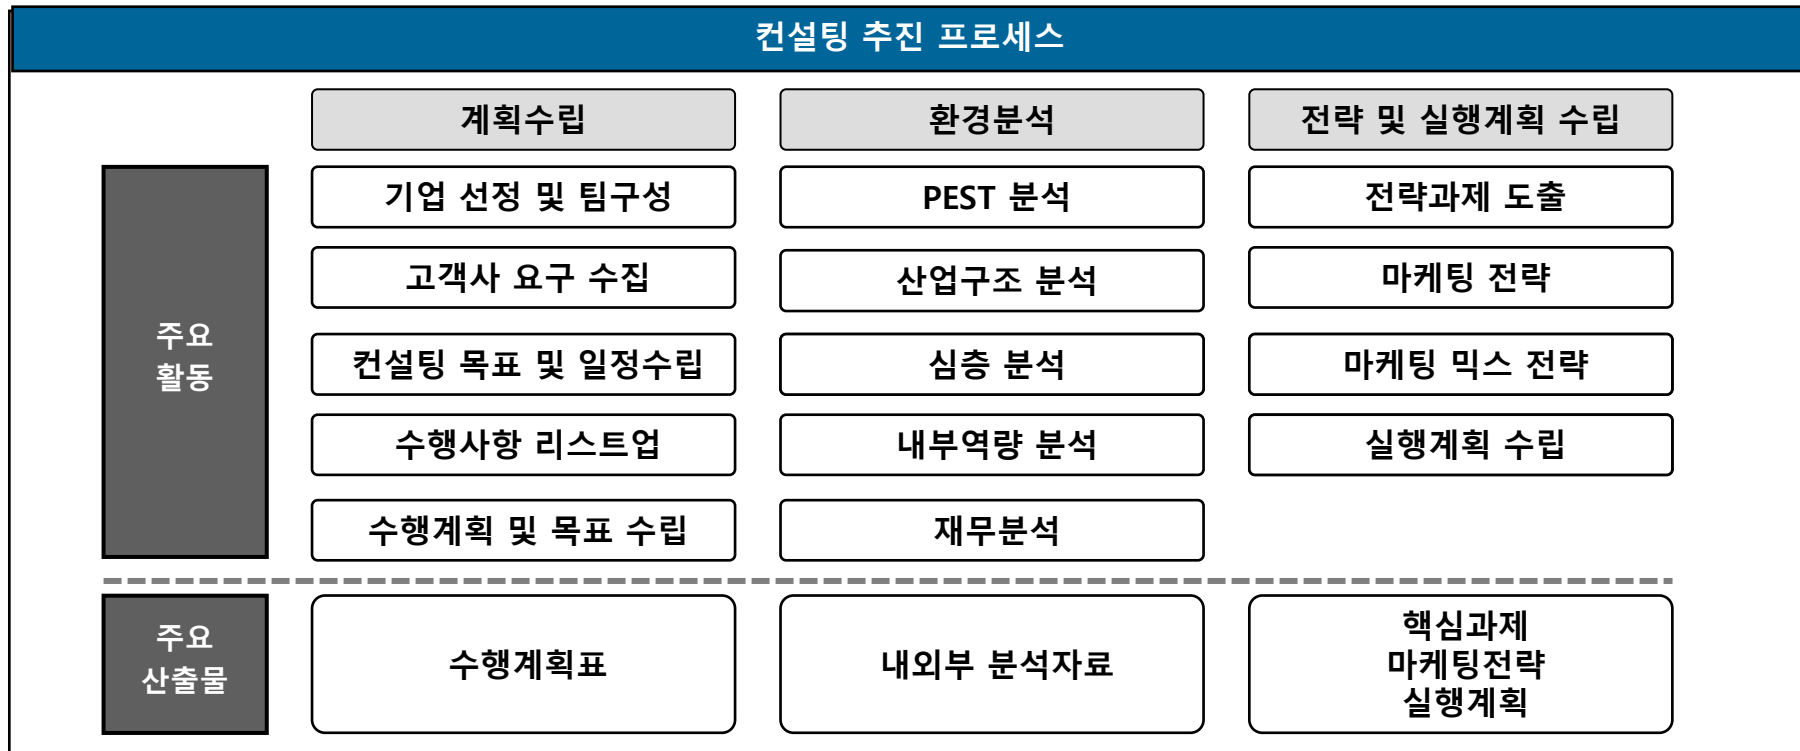 컨설팅 추진 프로세스
계획수립
환경분석
전략 및 실행계획 수립
주요
활동
기업 선정 및 팀구성
PEST 분석
전략과제 도출
고객사 요구 수집
산업구조 분석
마케팅 전략
컨설팅 목표 및 일정수립
심층 분석
마케팅 믹스 전략
수행사항 리스트업
내부역량 분석
실행계획 수립
수행계획 및 목표 수립
재무분석
주요
산출물
수행계획표
내외부 분석자료
핵심과제
마케팅전략
실행계획